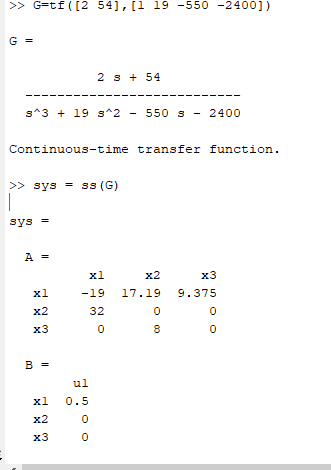 >> G=tf([2 54],[1 19 -550 -2400])
G =
2 s + 54
---------------------------
s^3 + 19 s^2 - 550 s - 2400
Continuous-time transfer function.
>> sys = ss(G)
sys =
A =
x1 x2 x3
x1 -19 17.19 9.375
x2 32 0 0
x3 0 8 0
B =
u1
x1 0.5
x2 0
x3 0